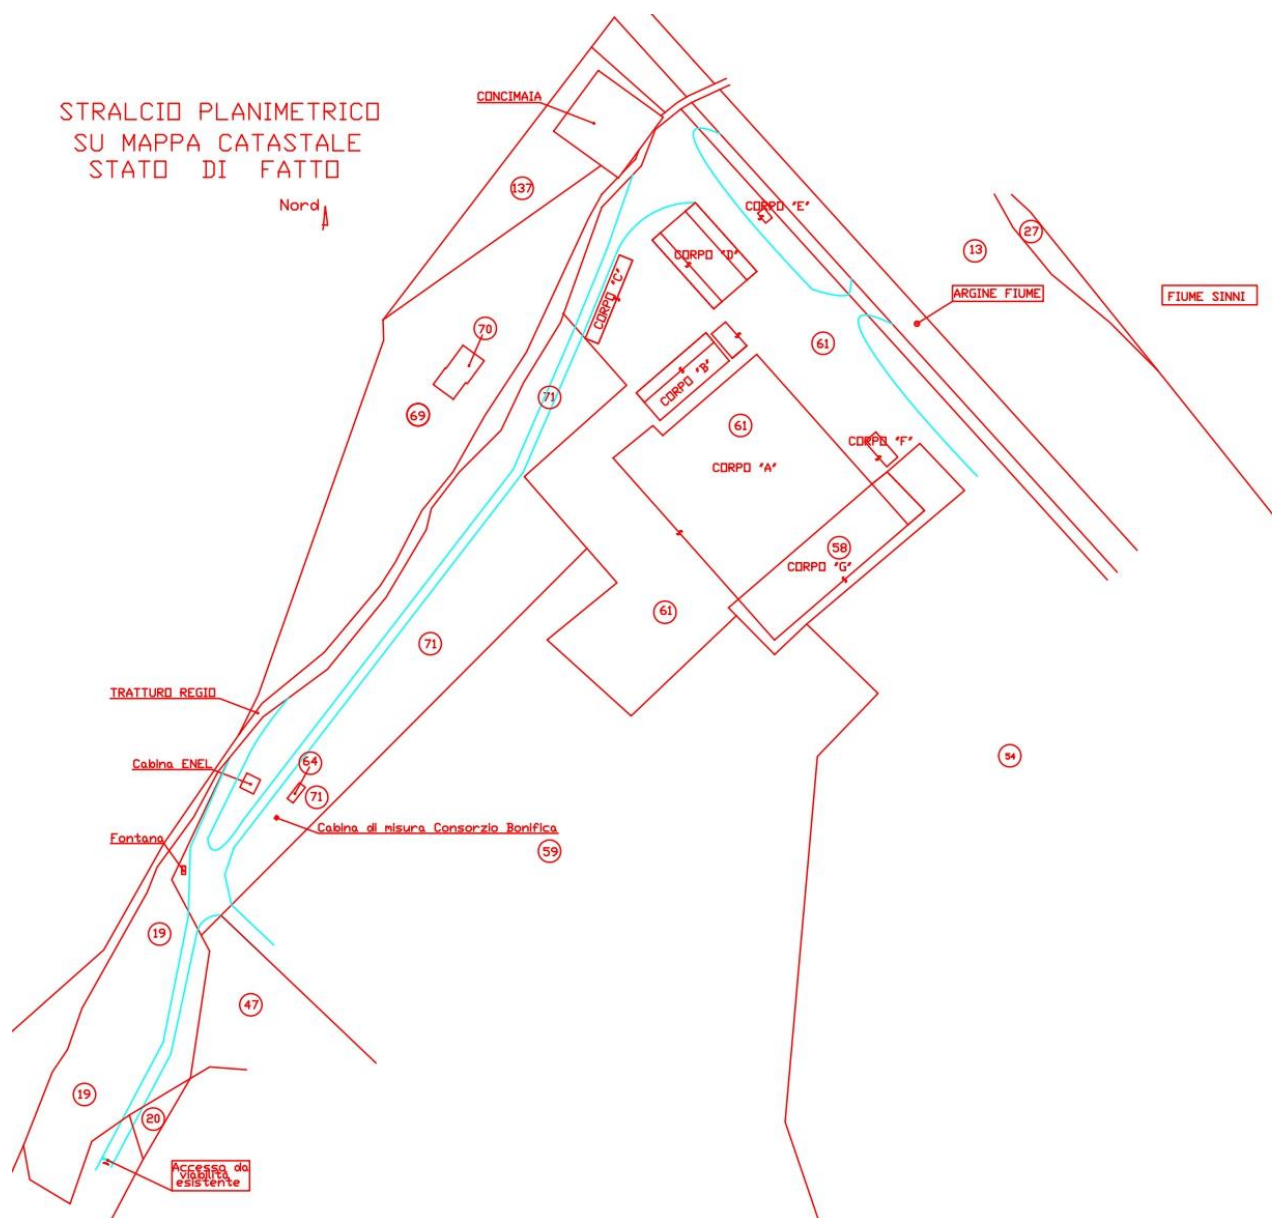 STRALCIO PLANIMETRICO
SU MAPPA CATASTALE
STATO DI FATTO
Nord
CONCIMAIA
137
CORPO "E"
27
13
CORPO "D"
CORPO "C"
ARGINE FIUME
FIUME SINNI
70
61
CORPO "B"
71
69
61
CORPO "F"
CORPO "A"
58
CORPO "G"
61
71
TRATTURO REGIO
54
Cabina ENEL
64
71
Cabina di misura Consorzio Bonifica
Fontana
59
19
47
19
20
Accesso da
viabilità
esistente